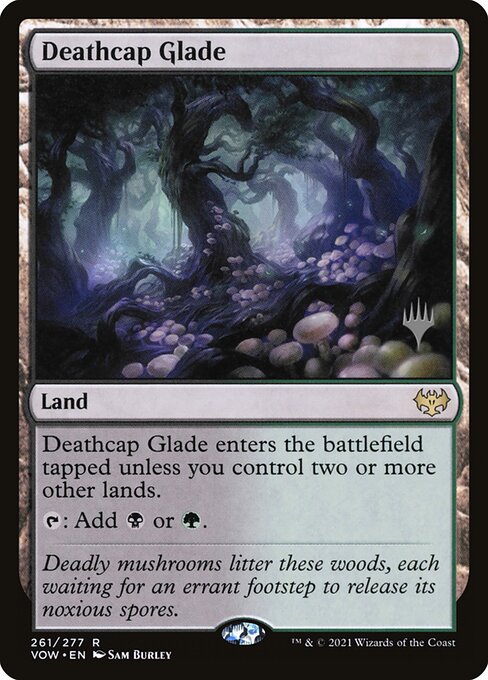 Deathcap Glade
Land
Deathcap Glade enters the battlefield
tapped unless you control two or more
other lands.
: Add or .
Deadly mushrooms litter these woods, each
waiting for an errant footstep to release its
noxious spores.
261/277 R
VOW • EN Sam Burley
™ & © 2021 Wizards of the Coast